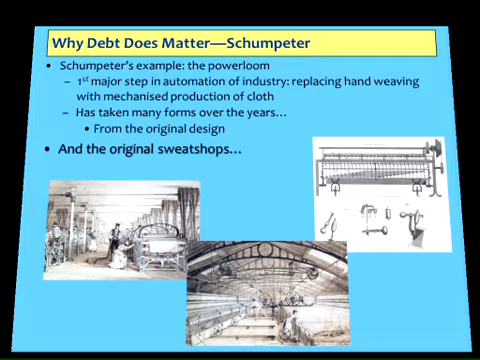 Why Debt Does Matter—Schumpeter
• Schumpeter's example: the powerloom
– 1st major step in automation of industry: replacing hand weaving
with mechanised production of cloth
– Has taken many forms over the years…
• From the original design
• And the original sweatshops…